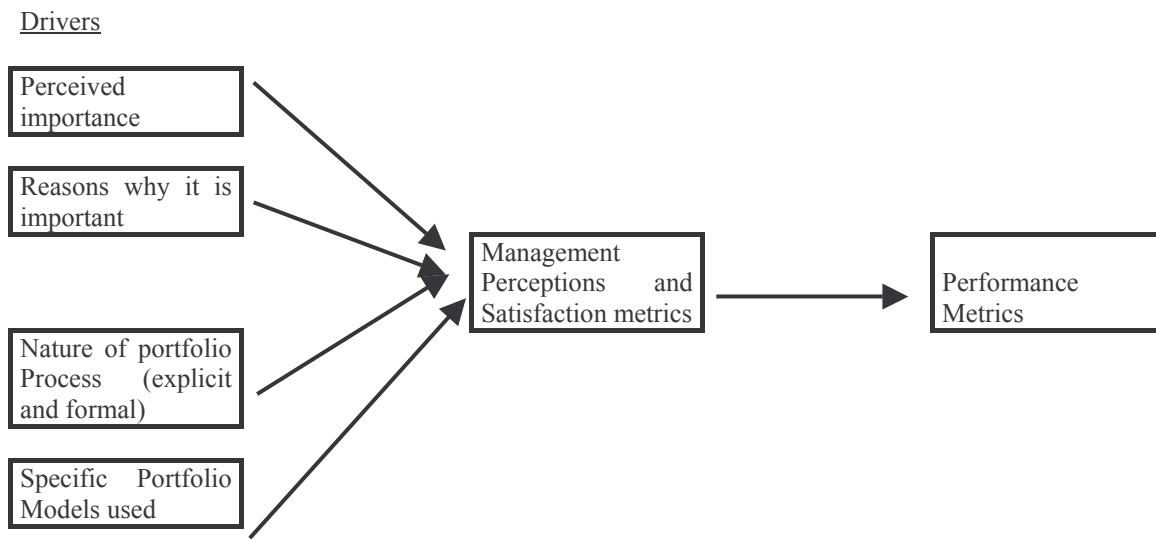 Drivers
Perceived
importance
Reasons why it is
important
Nature of portfolio
Process (explicit
and formal)
Specific Portfolio
Models used
Management
Perceptions and
Satisfaction metrics
Performance
Metrics